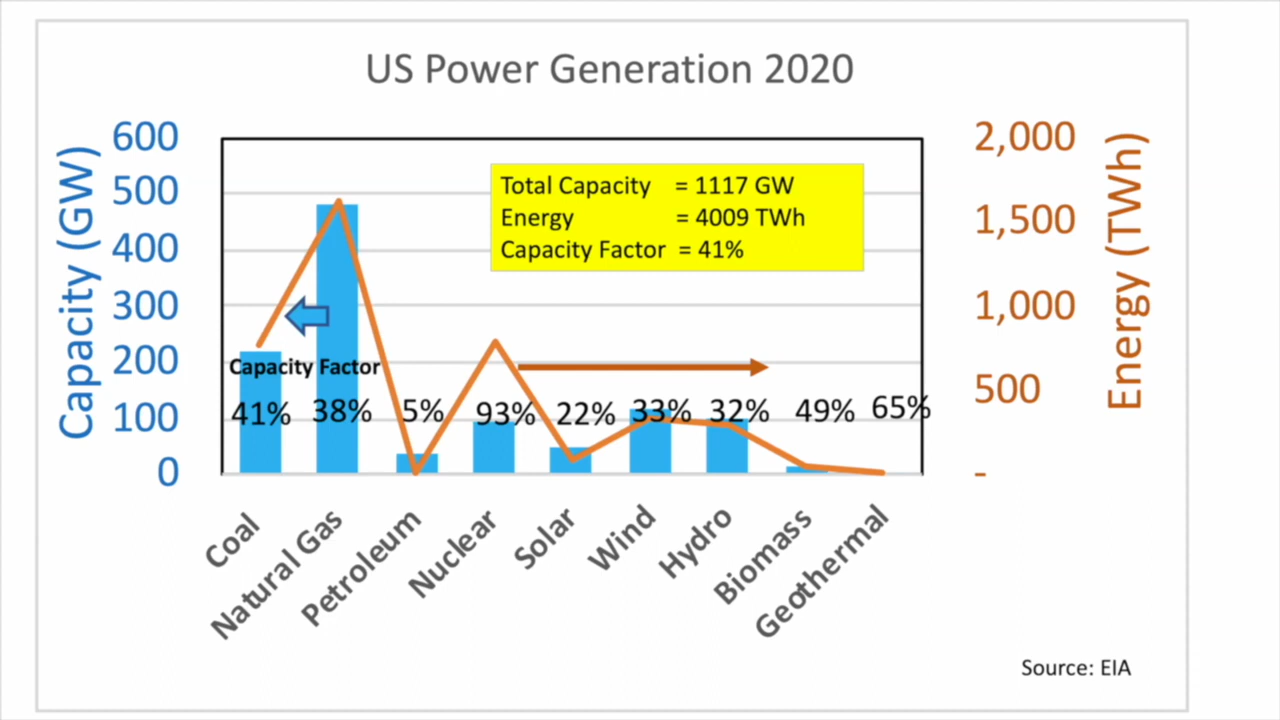 US Power Generation 2020
Capacity (GW)
600
500
400
300
200
100
0
Total Capacity = 1117 GW
Energy = 4009 TWh
Capacity Factor = 41%
Capacity Factor
41% 38% 5% 93% 22% 33% 32% 49% 65%
2,000
1,500
1,000
500
-
Energy (TWh)
Coal
Natural Gas
Petroleum
Nuclear
Solar
Wind
Hydro
Biomass
Geothermal
Source: EIA